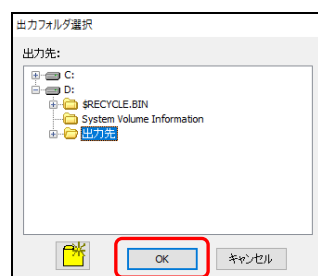 出力フォルダ選択
出力先:
C:
D:
$RECYCLE.BIN
System Volume Information
出力先
OK
キャンセル